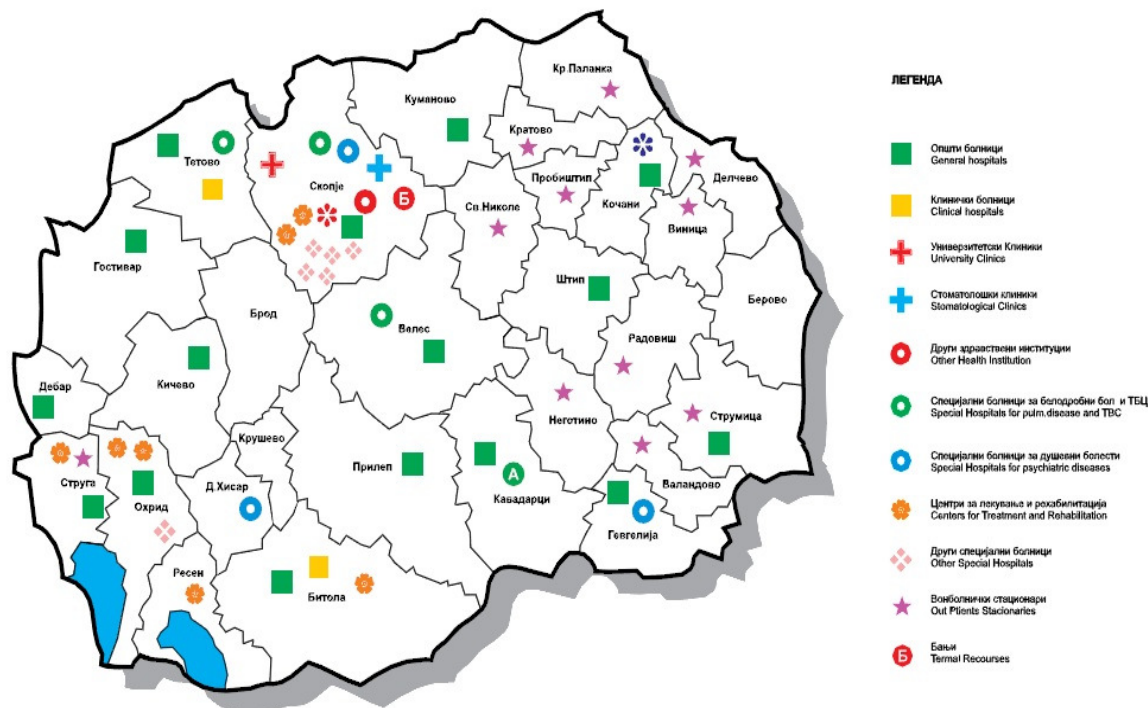 Кр.Паланка
Куманово
ЛЕГЕНДА
Кратово
Тетово
Делчево
Општи болници
General hospitals
Пробиштип
Скопје
Б
Св.Николе
Кочани
Клинички болници
Clinical hospitals
Виница
Гостивар
Универзитетски Клиники
University Clinics
Штип
Брод
Берово
Стоматолошки клиники
Stomatological Clinics
Велес
Радовиш
Други здравствени институции
Other Health Institution
Дебар
Кичево
Неготино
Струмица
Специјални болници за белодробни бол и ТБЦ
Special Hospitals for pulm.disease and TBC
Крушево
Прилеп
Специјални болници за душевни болести
Special Hospitals for psychiatric diseases
Струга
Охрид
Д.Хисар
А
Кавадарци
Валандово
Центри за лекување и рехабилитација
Centers for Treatment and Rehabilitation
Гевгелија
Други специјални болници
Other Special Hospitals
Ресен
Битола
Вонболнички стационари
Out Ptients Stacionaries
Б
Бањи
Termal Recourses